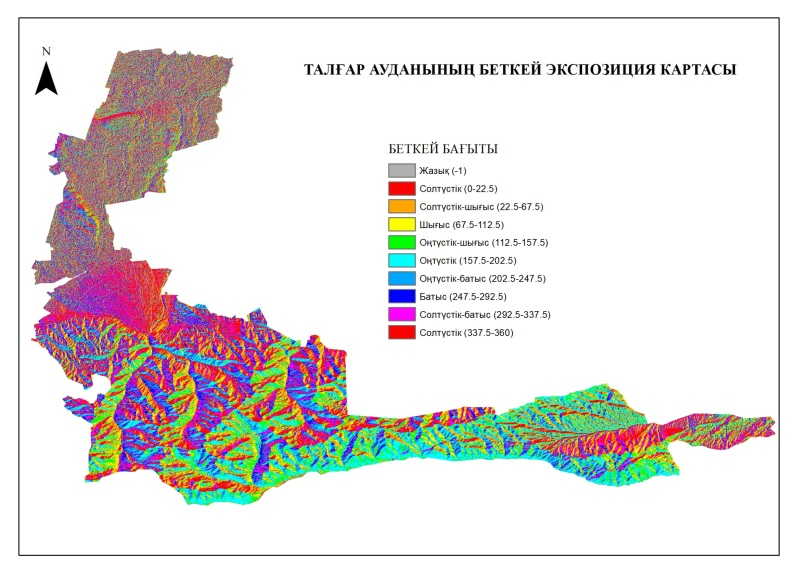 N
ТАЛҒАР АУДАНЫНЫҢ БЕТКЕЙ ЭКСПОЗИЦИЯ КАРТАСЫ
БЕТКЕЙ БАҒЫТЫ
Жазық (-1)
Солтүстік (0-22.5)
Солтүстік-шығыс (22.5-67.5)
Шығыс (67.5-112.5)
Оңтүстік-шығыс (112.5-157.5)
Оңтүстік (157.5-202.5)
Оңтүстік-батыс (202.5-247.5)
Батыс (247.5-292.5)
Солтүстік-батыс (292.5-337.5)
Солтүстік (337.5-360)